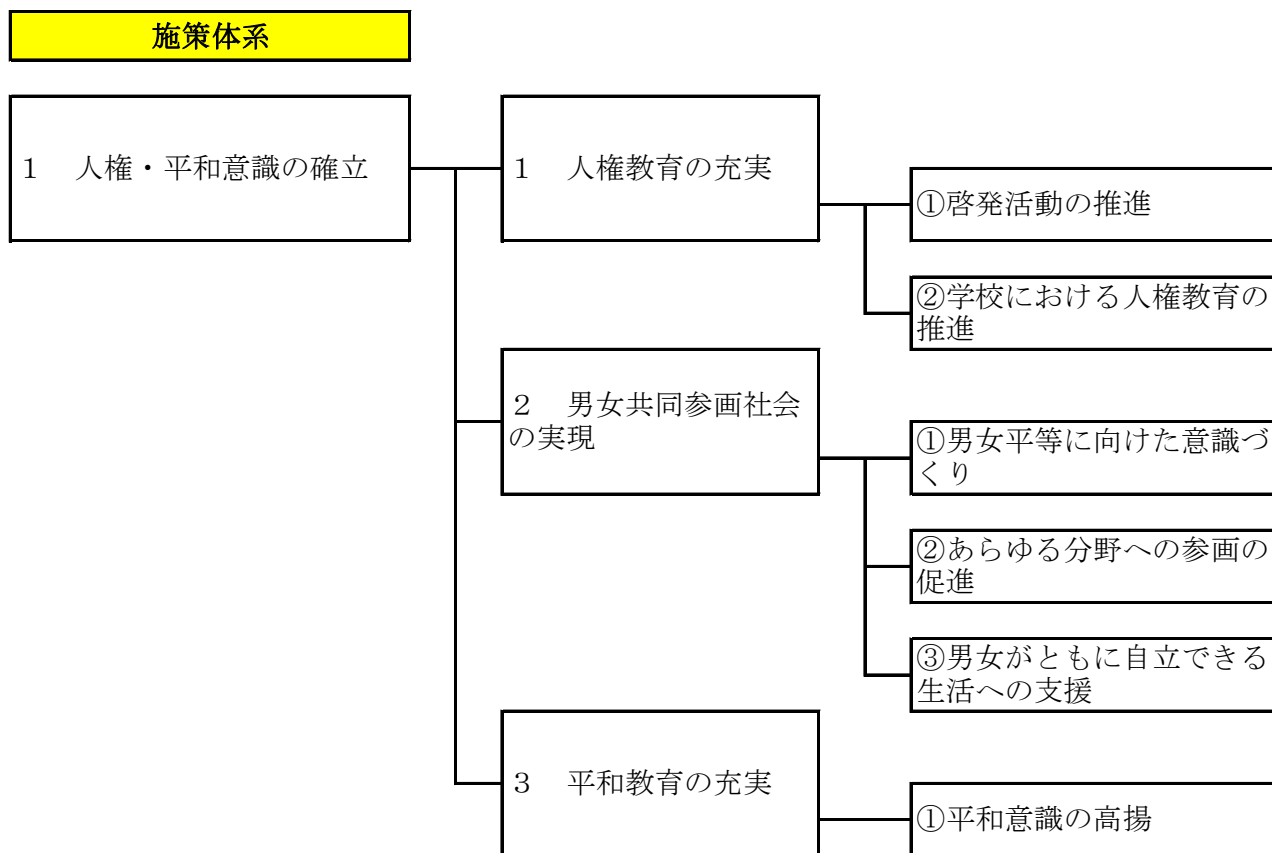 施策体系
1 人権・平和意識の確立
1 人権教育の充実
①啓発活動の推進
②学校における人権教育の
推進
2 男女共同参画社会
の実現
①男女平等に向けた意識づ
くり
②あらゆる分野への参画の
促進
③男女がともに自立できる
生活への支援
3 平和教育の充実
①平和意識の高揚